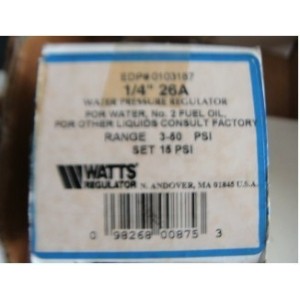 EDP# 0103187
1/4" 26A
WATER PRESSURE REGULATOR
FOR WATER, No. 2 FUEL OIL,
FOR OTHER LIQUIDS CONSULT FACTORY
RANGE 3-50 PSI
SET 15 PSI
WATTS
REGULATOR N. ANDOVER, MA 01845 U.S.A.
0 98268 00875 3